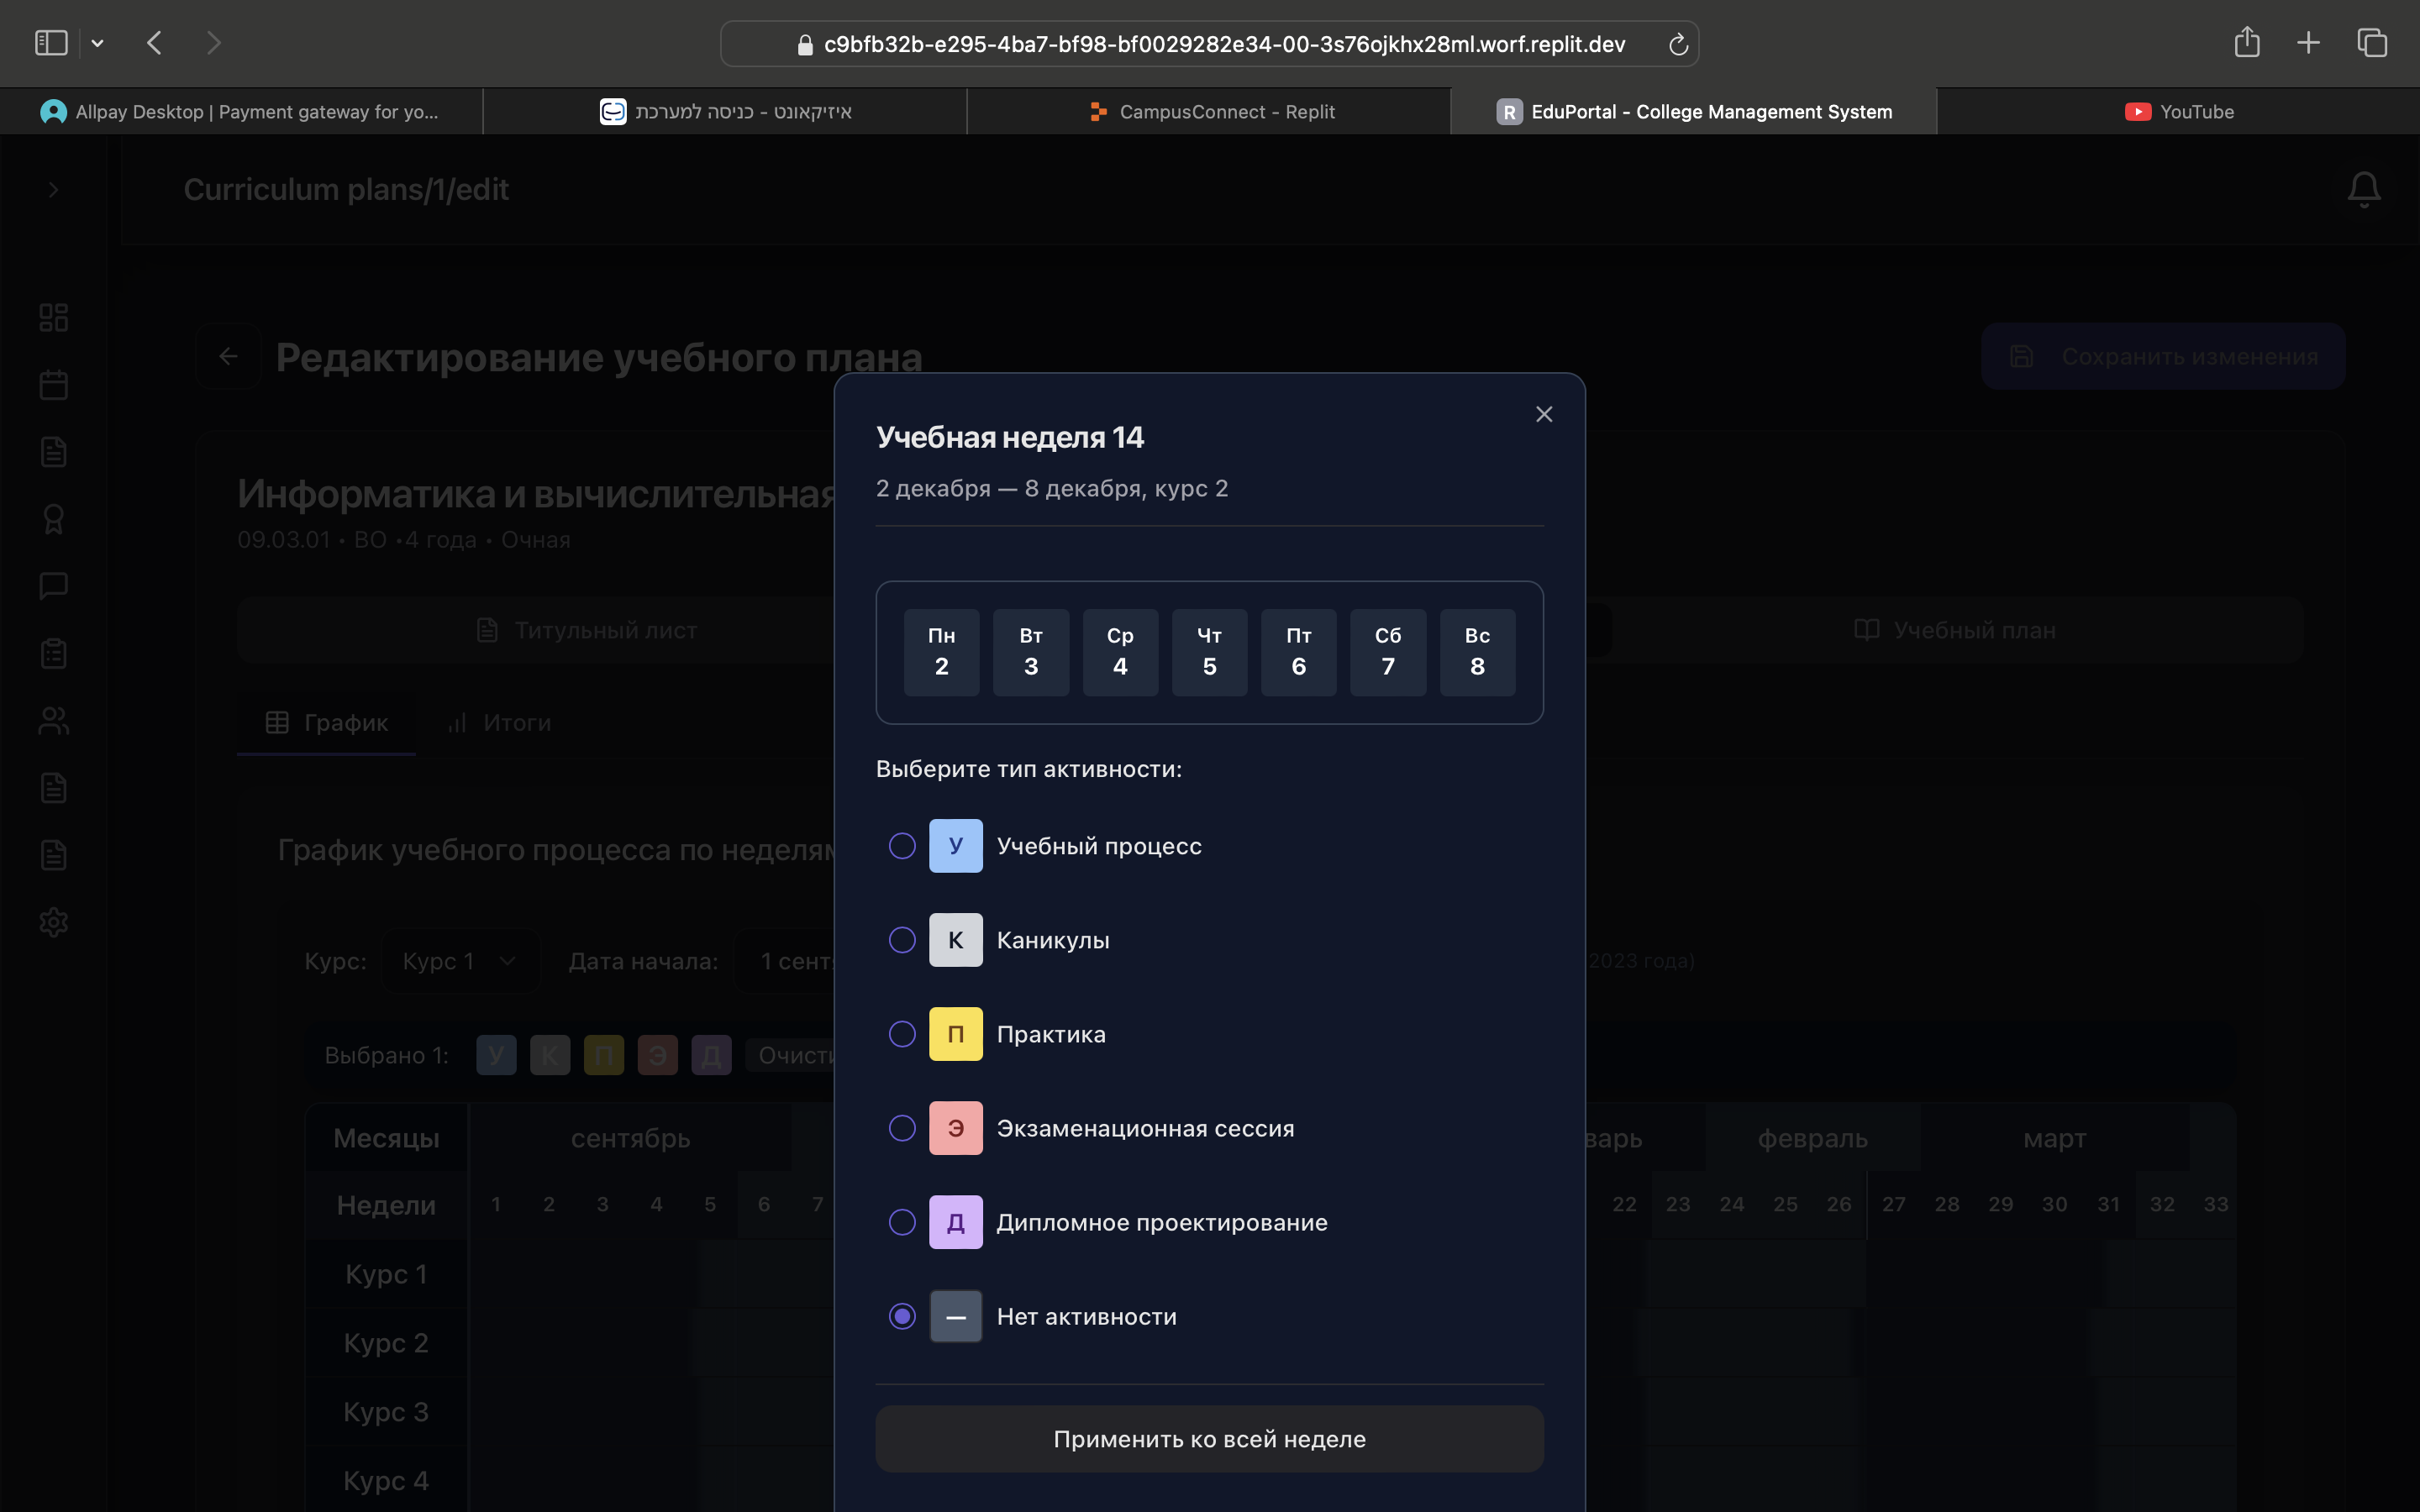 c9bfb32b-e295-4ba7-bf98-bf0029282e34-00-3s76ojkhx28ml.worf.replit.dev
Allpay Desktop | Payment gateway for yo...
איזיקאונט - כניסה למערכת
CampusConnect - Replit
R EduPortal - College Management System
YouTube
Curriculum plans/1/edit
Редактирование учебного плана
Сохранить изменения
Учебная неделя 14
2 декабря — 8 декабря, курс 2
Информатика и вычислительная
09.03.01 • ВО •4 года • Очная
Пн Вт Ср Чт Пт Сб Вс
2 3 4 5 6 7 8
Титульный лист
Учебный план
График
Итоги
Выберите тип активности:
У Учебный процесс
График учебного процесса по неделям
К Каникулы
Курс: Курс 1 Дата начала: 1 сент
2023 года)
П Практика
Выбрано 1: У К П Э Д Очисти
Э Экзаменационная сессия
Месяцы сентябрь варь февраль март
Недели 1 2 3 4 5 6 7 22 23 24 25 26 27 28 29 30 31 32 33
Д Дипломное проектирование
Курс 1
— Нет активности
Курс 2
Курс 3
Применить ко всей неделе
Курс 4